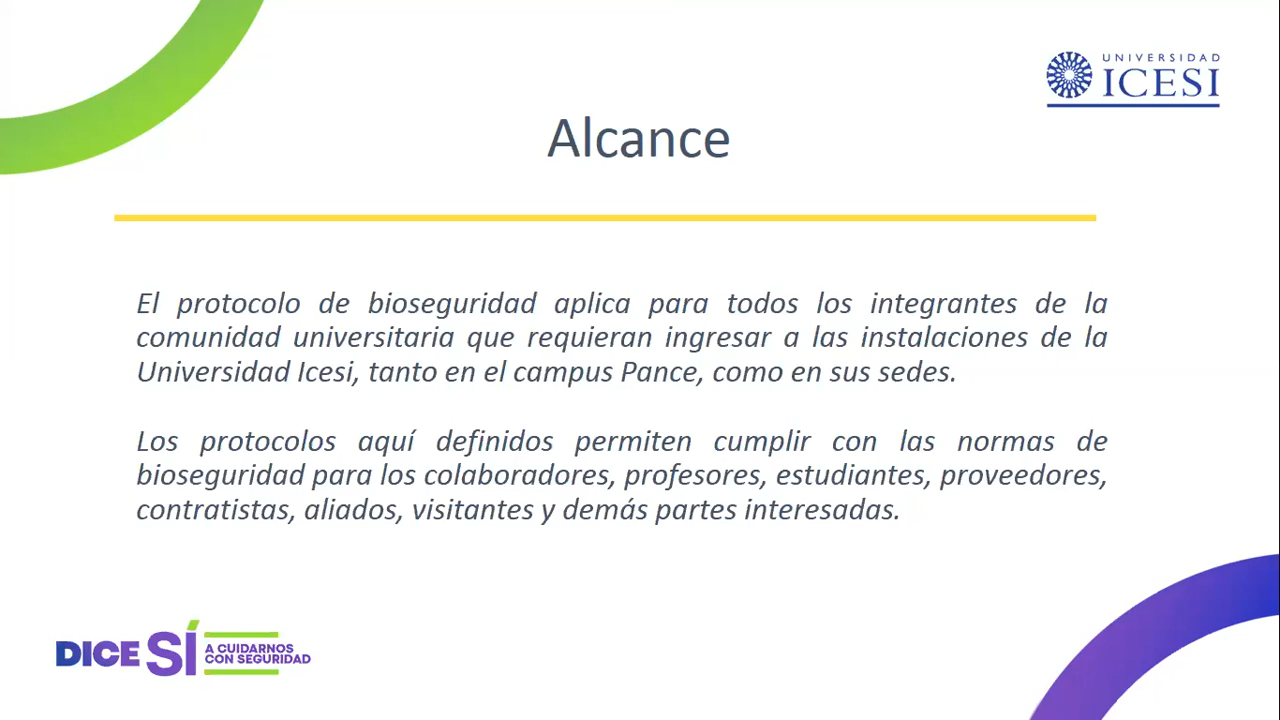 UNIVERSIDAD
ICESI
Alcance
El protocolo de bioseguridad aplica para todos los integrantes de la
comunidad universitaria que requieran ingresar a las instalaciones de la
Universidad Icesi, tanto en el campus Pance, como en sus sedes.
Los protocolos aquí definidos permiten cumplir con las normas de
bioseguridad para los colaboradores, profesores, estudiantes, proveedores,
contratistas, aliados, visitantes y demás partes interesadas.
DICE SÍ A CUIDARNOS
CON SEGURIDAD